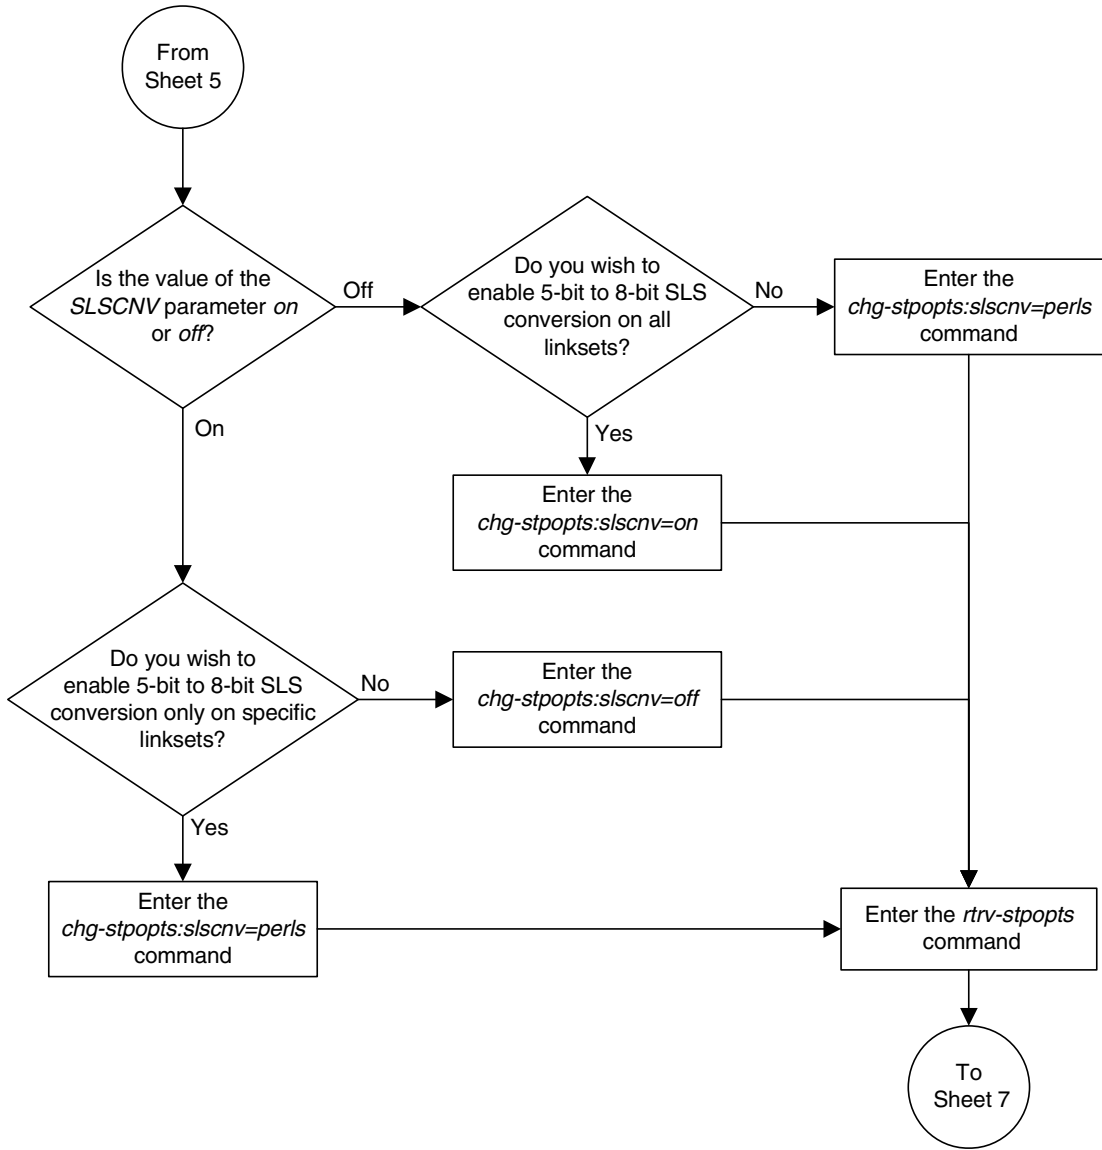 From
Sheet 5
Is the value of the
SLSCNV parameter on
or off?
Off
Do you wish to
enable 5-bit to 8-bit SLS
conversion on all
linksets?
No
Enter the
chg-stpopts:slscnv=perls
command
On
Yes
Enter the
chg-stpopts:slscnv=on
command
Do you wish to
enable 5-bit to 8-bit SLS
conversion only on specific
linksets?
No
Enter the
chg-stpopts:slscnv=off
command
Yes
Enter the
chg-stpopts:slscnv=perls
command
Enter the rtrv-stpopts
command
To
Sheet 7